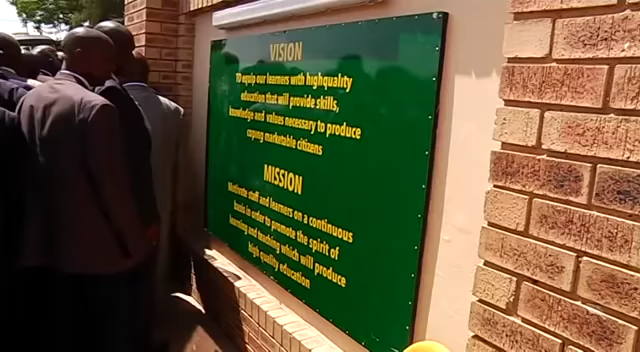 VISION
TO equip our learners with highquality
education that will provide skills,
knowledge and values necessary to produce
coping marketable citizens
MISSION
Motivate staff and learners on a continuous
basis in order to promote the spirit of
learning and teaching which will produce
high quality education